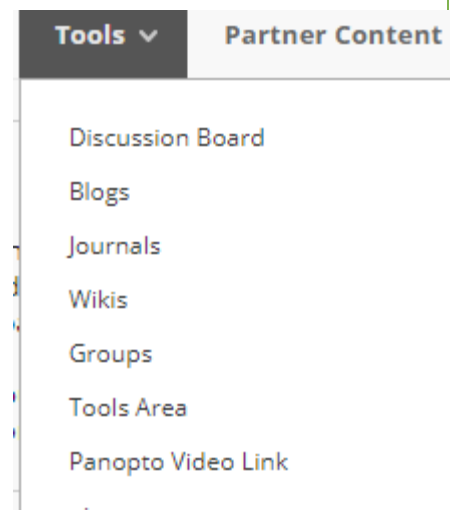 Tools Partner Content
Discussion Board
Blogs
Journals
Wikis
Groups
Tools Area
Panopto Video Link